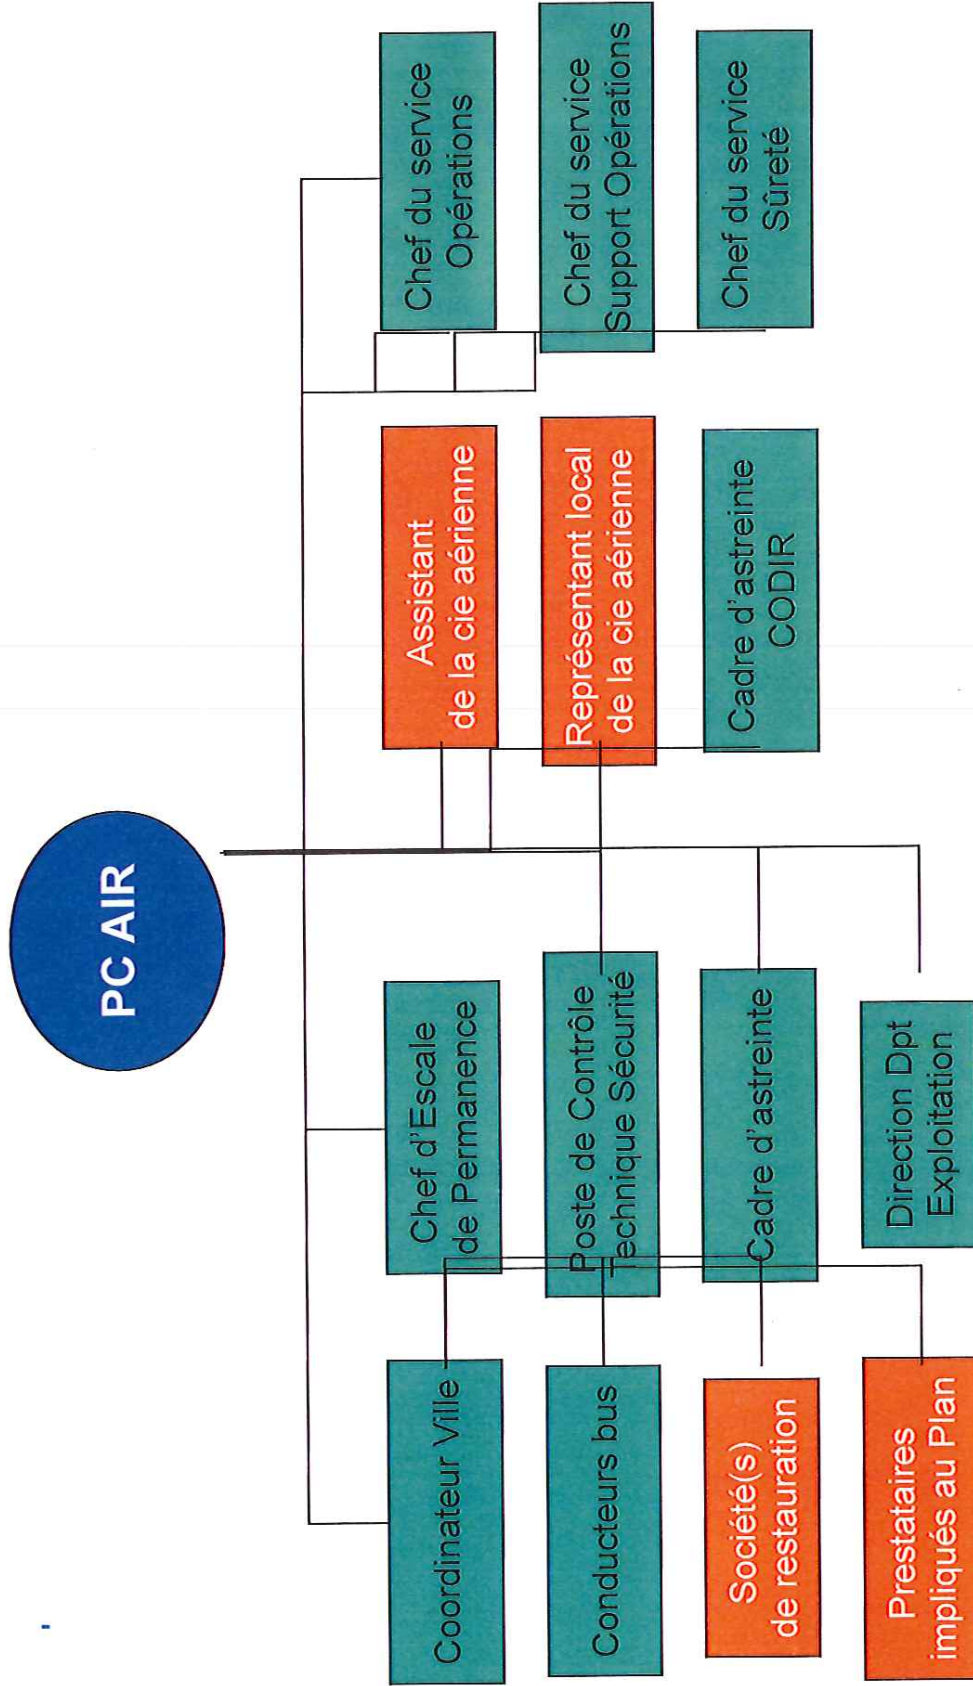 PC AIR
Coordinateur Ville
Conducteurs bus
Société(s)
de restauration
Prestataires
impliqués au Plan
Chef d'Escale
de Permanence
Poste de Contrôle
Technique Sécurité
Cadre d'astreinte
Direction Dpt
Exploitation
Assistant
de la cie aérienne
Représentant local
de la cie aérienne
Cadre d'astreinte
CODIR
Chef du service
Opérations
Chef du service
Support Opérations
Chef du service
Sûreté